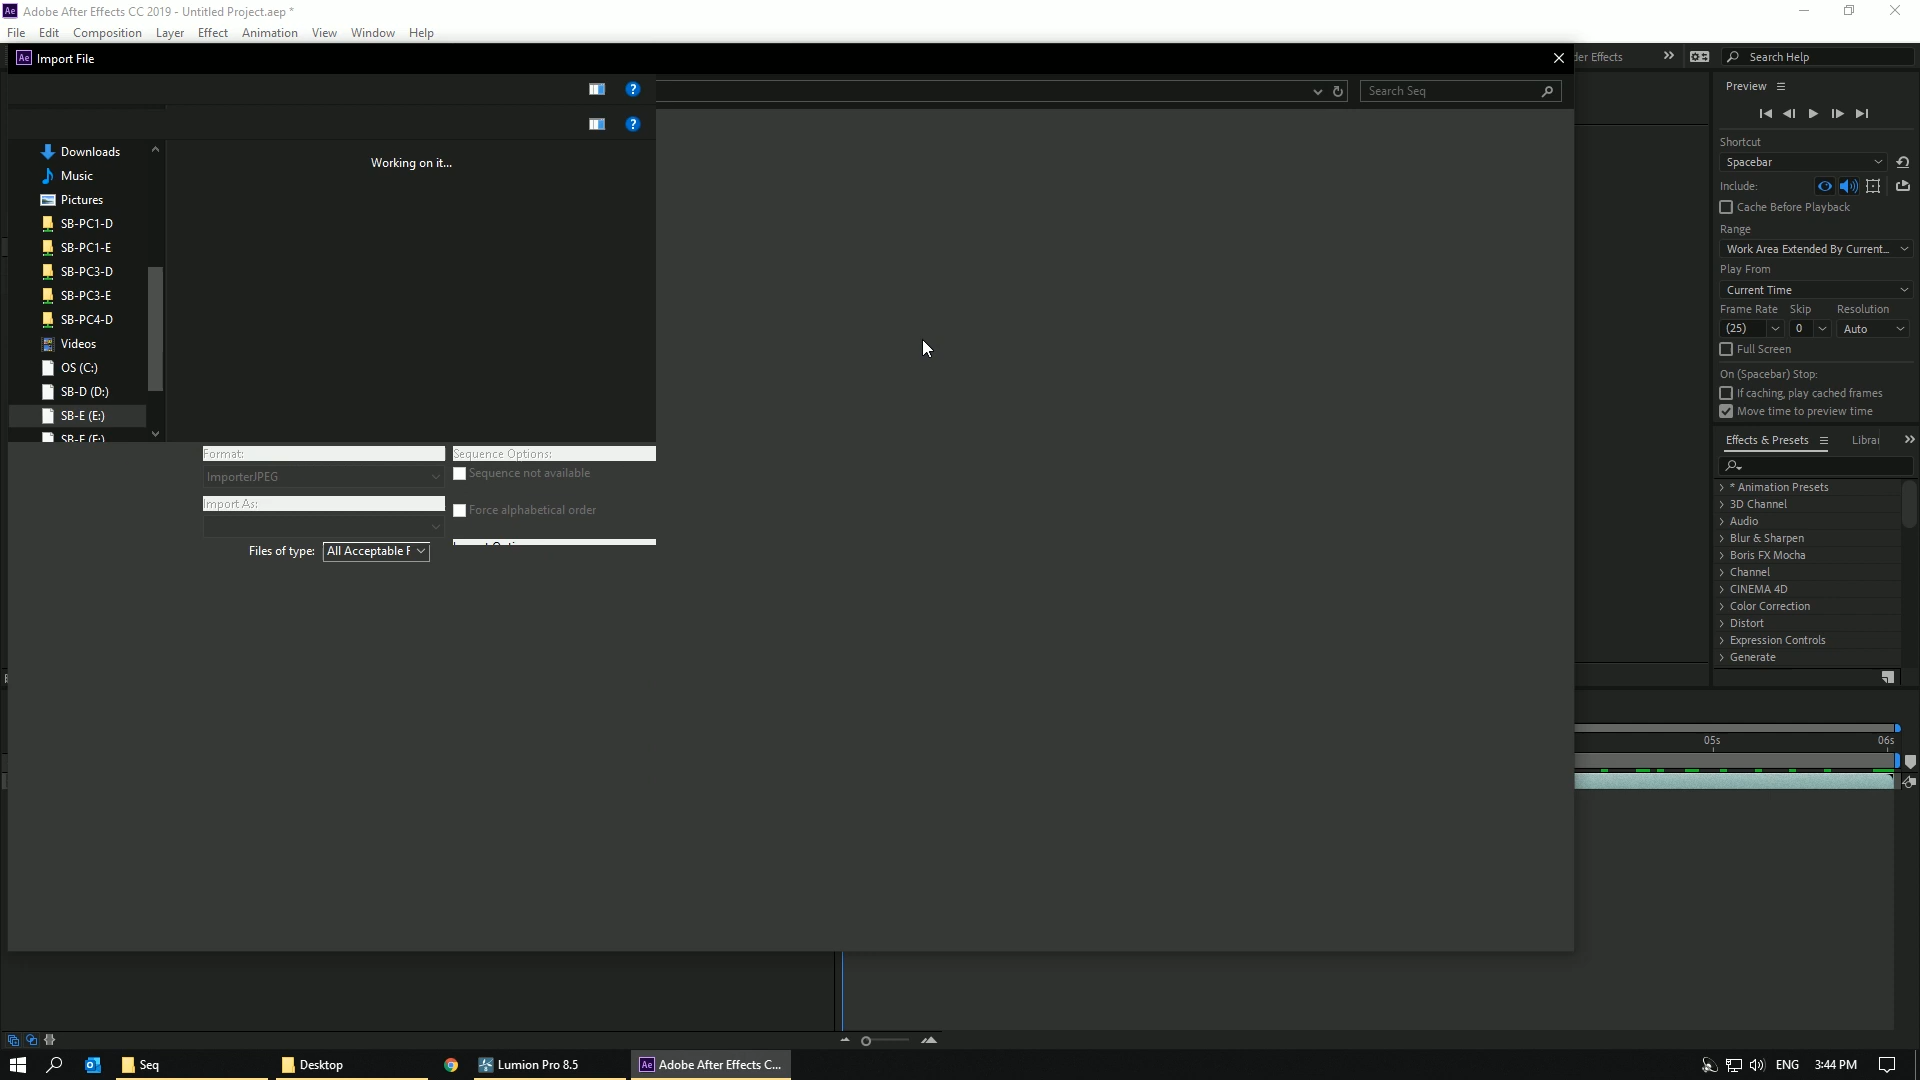 Adobe After Effects CC 2019 - Untitled Project.aep *
File Edit Composition Layer Effect Animation View Window Help
Import File
der Effects
Search Help
Search Seq
Working on it...
Downloads
Music
Pictures
SB-PC1-D
SB-PC1-E
SB-PC3-D
SB-PC3-E
SB-PC4-D
Videos
OS (C:)
SB-D (D:)
SB-E (E:)
SB-F (F:)
Format:
ImporterJPEG
Import As:
Files of type: All Acceptable F
Sequence Options:
Sequence not available
Force alphabetical order
Preview
Shortcut
Spacebar
Include:
Cache Before Playback
Range
Work Area Extended By Current...
Play From
Current Time
Frame Rate Skip Resolution
(25) 0 Auto
Full Screen
On (Spacebar) Stop:
If caching, play cached frames
Move time to preview time
Effects & Presets Librar
* Animation Presets
3D Channel
Audio
Blur & Sharpen
Boris FX Mocha
Channel
CINEMA 4D
Color Correction
Distort
Expression Controls
Generate
05s 06s
Seq
Desktop
Lumion Pro 8.5
Adobe After Effects C...
ENG 3:44 PM